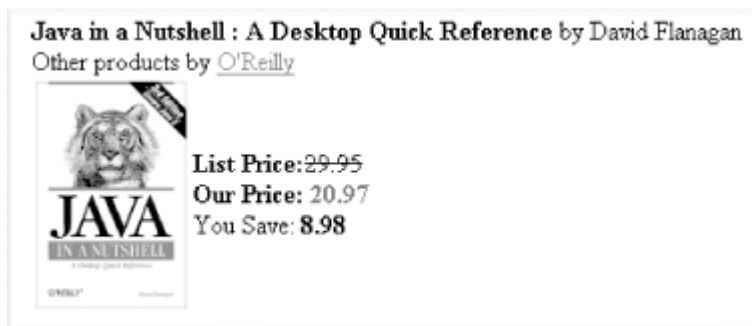 Java in a Nutshell : A Desktop Quick Reference by David Flanagan
Other products by O'Reilly
List Price:29.95
Our Price: 20.97
You Save: 8.98
JAVA
IN A NUTSHELL
A Desktop Quick Reference
O'REILLY